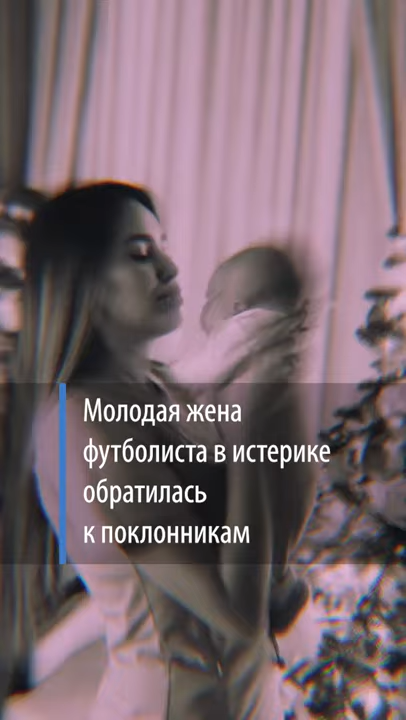 Молодая жена
футболиста в истерике
обратилась
к поклонникам